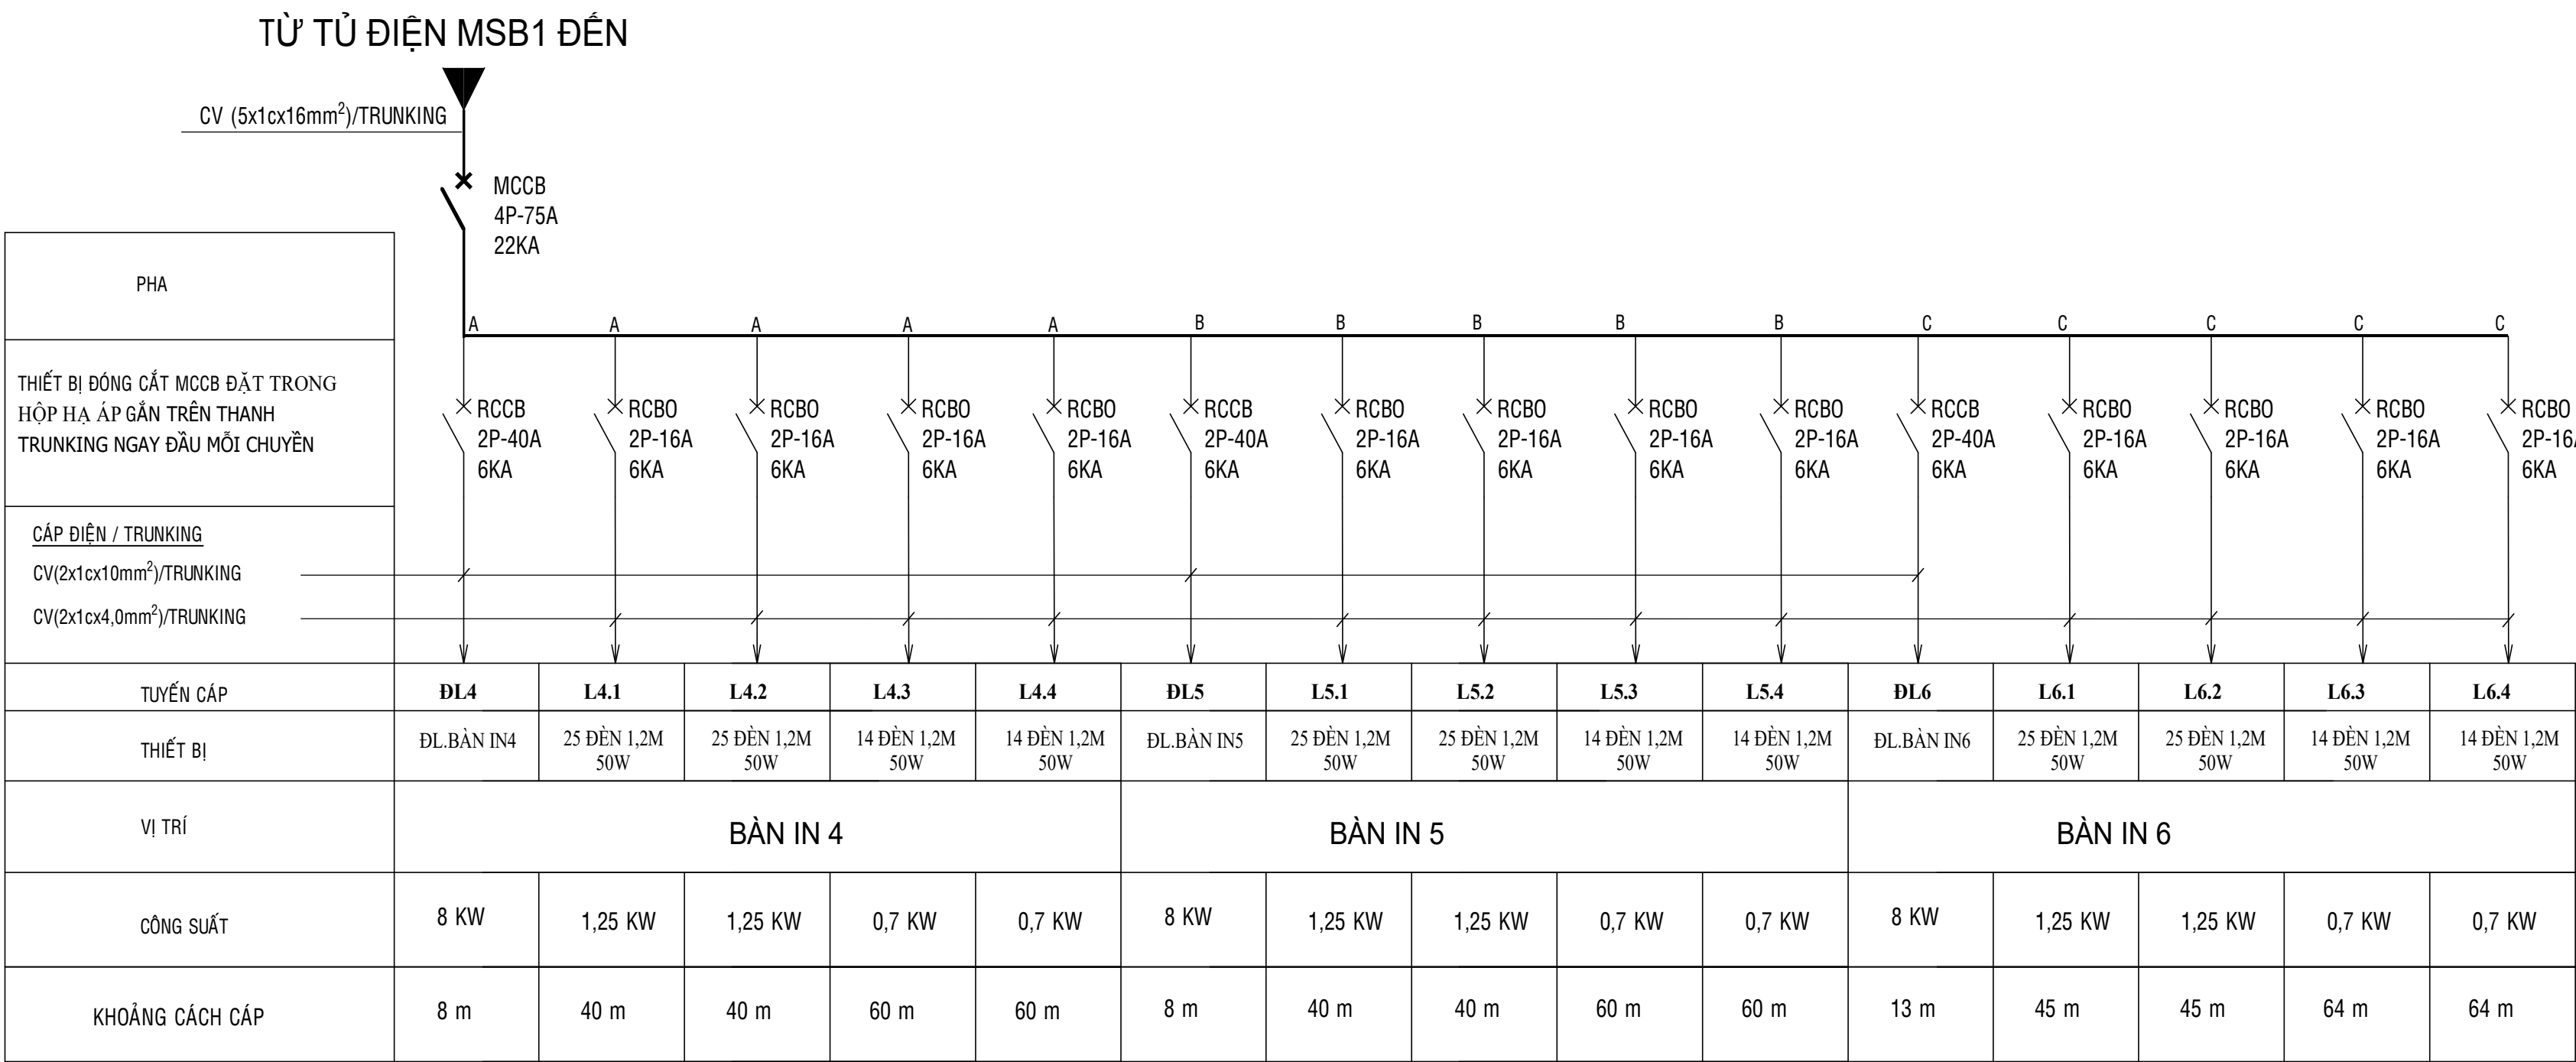 TỪ TỦ ĐIỆN MSB1 ĐẾN
CV (5x1cx16mm²)/TRUNKING
MCCB
4P-75A
22KA
PHA
A A A A A B B B B B C C C C C
THIẾT BỊ ĐÓNG CẮT MCCB ĐẶT TRONG
HỘP HẠ ÁP GẮN TRÊN THANH
TRUNKING NGAY ĐẦU MỖI CHUYỀN
RCCB RCBO RCBO RCBO RCBO RCCB RCBO RCBO RCBO RCBO RCCB RCBO RCBO RCBO RCBO
2P-40A 2P-16A 2P-16A 2P-16A 2P-16A 2P-40A 2P-16A 2P-16A 2P-16A 2P-16A 2P-40A 2P-16A 2P-16A 2P-16A 2P-16A
6KA 6KA 6KA 6KA 6KA 6KA 6KA 6KA 6KA 6KA 6KA 6KA 6KA 6KA 6KA
CÁP ĐIỆN / TRUNKING
CV(2x1cx10mm²)/TRUNKING
CV(2x1cx4,0mm²)/TRUNKING
TUYẾN CÁP ĐL4 L4.1 L4.2 L4.3 L4.4 ĐL5 L5.1 L5.2 L5.3 L5.4 ĐL6 L6.1 L6.2 L6.3 L6.4
THIẾT BỊ ĐL.BÀN IN4 25 ĐÈN 1,2M 25 ĐÈN 1,2M 14 ĐÈN 1,2M 14 ĐÈN 1,2M ĐL.BÀN IN5 25 ĐÈN 1,2M 25 ĐÈN 1,2M 14 ĐÈN 1,2M 14 ĐÈN 1,2M ĐL.BÀN IN6 25 ĐÈN 1,2M 25 ĐÈN 1,2M 14 ĐÈN 1,2M 14 ĐÈN 1,2M
50W 50W 50W 50W 50W 50W 50W 50W 50W 50W 50W 50W
VỊ TRÍ BÀN IN 4 BÀN IN 5 BÀN IN 6
CÔNG SUẤT 8 KW 1,25 KW 1,25 KW 0,7 KW 0,7 KW 8 KW 1,25 KW 1,25 KW 0,7 KW 0,7 KW 8 KW 1,25 KW 1,25 KW 0,7 KW 0,7 KW
KHOẢNG CÁCH CÁP 8 m 40 m 40 m 60 m 60 m 8 m 40 m 40 m 60 m 60 m 13 m 45 m 45 m 64 m 64 m